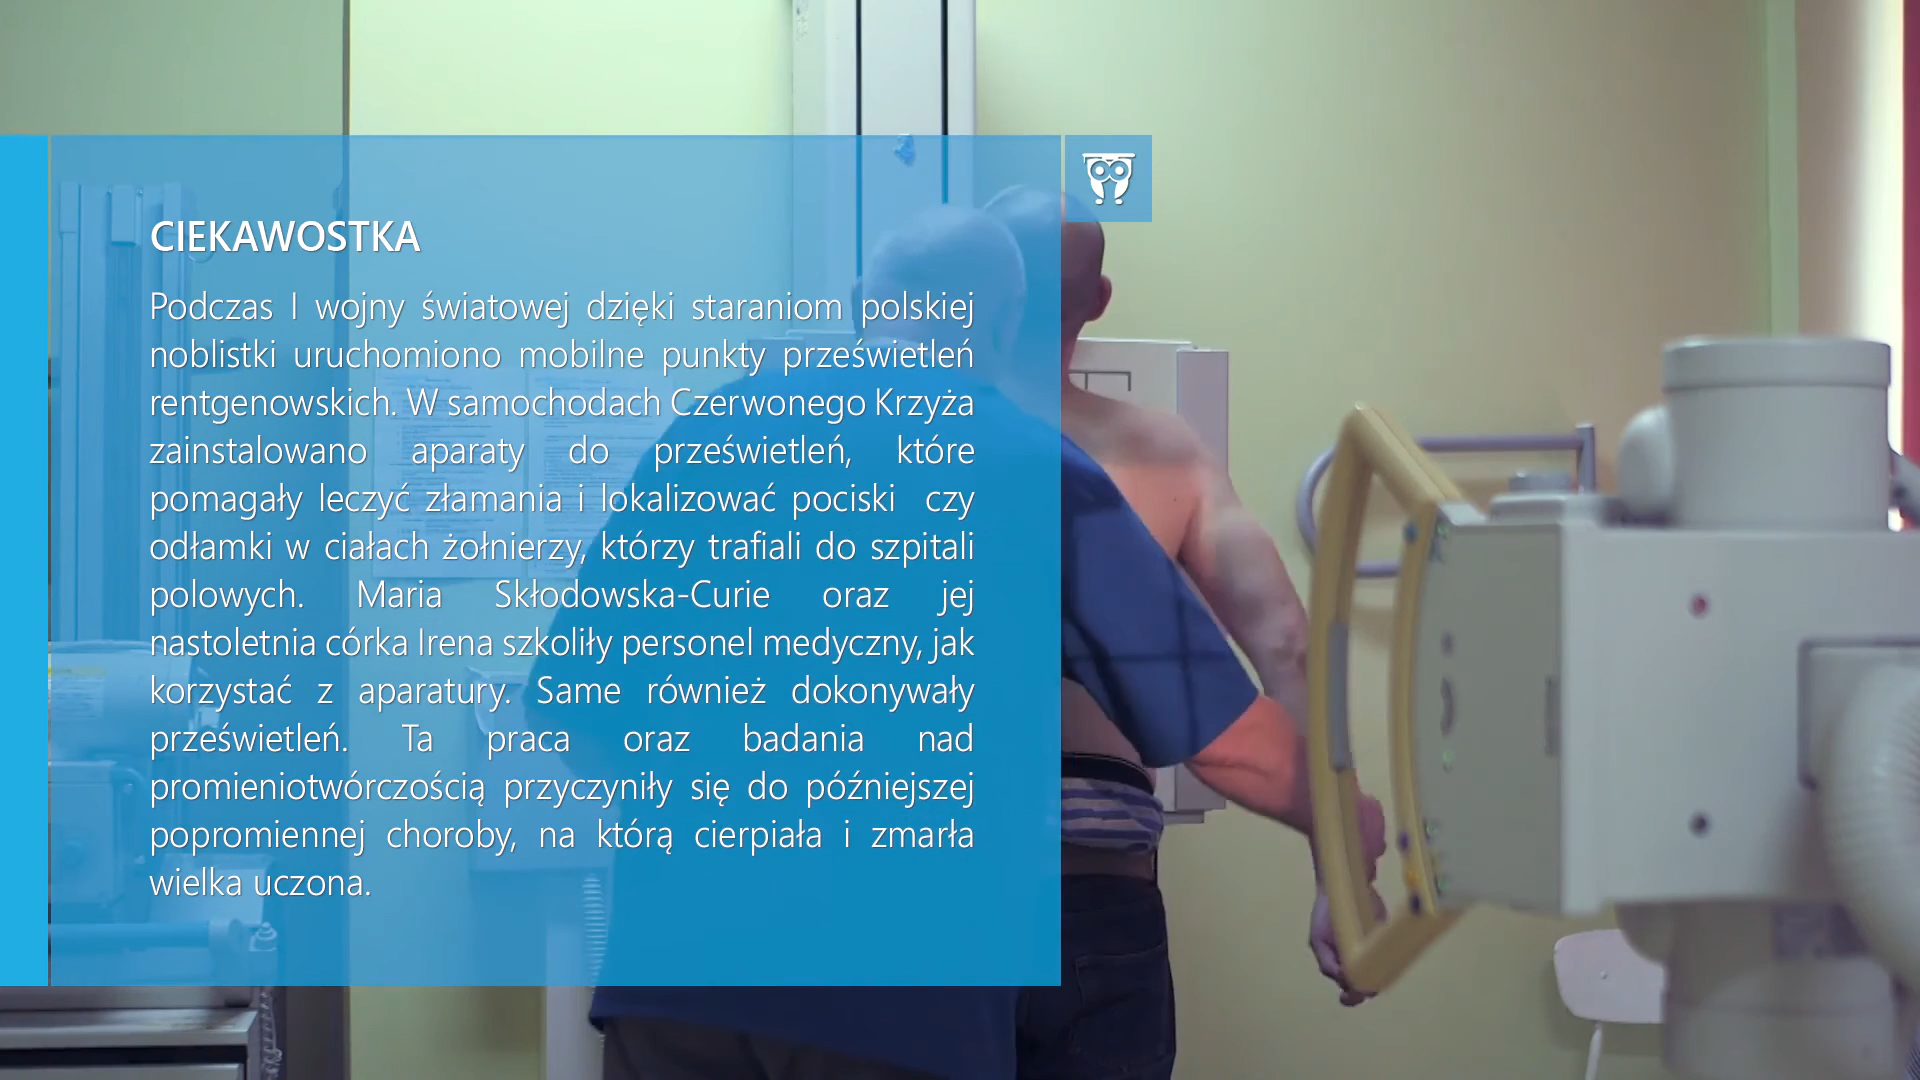 CIEKAWOSTKA
Podczas I wojny światowej dzięki staraniom polskiej
noblistki uruchomiono mobilne punkty prześwietleń
rentgenowskich. W samochodach Czerwonego Krzyża
zainstalowano aparaty do prześwietleń, które
pomagały leczyć złamania i lokalizować pociski czy
odłamki w ciałach żołnierzy, którzy trafiali do szpitali
polowych. Maria Skłodowska-Curie oraz jej
nastoletnia córka Irena szkoliły personel medyczny, jak
korzystać z aparatury. Same również dokonywały
prześwietleń. Ta praca oraz badania nad
promieniotwórczością przyczyniły się do późniejszej
popromiennej choroby, na którą cierpiała i zmarła
wielka uczona.